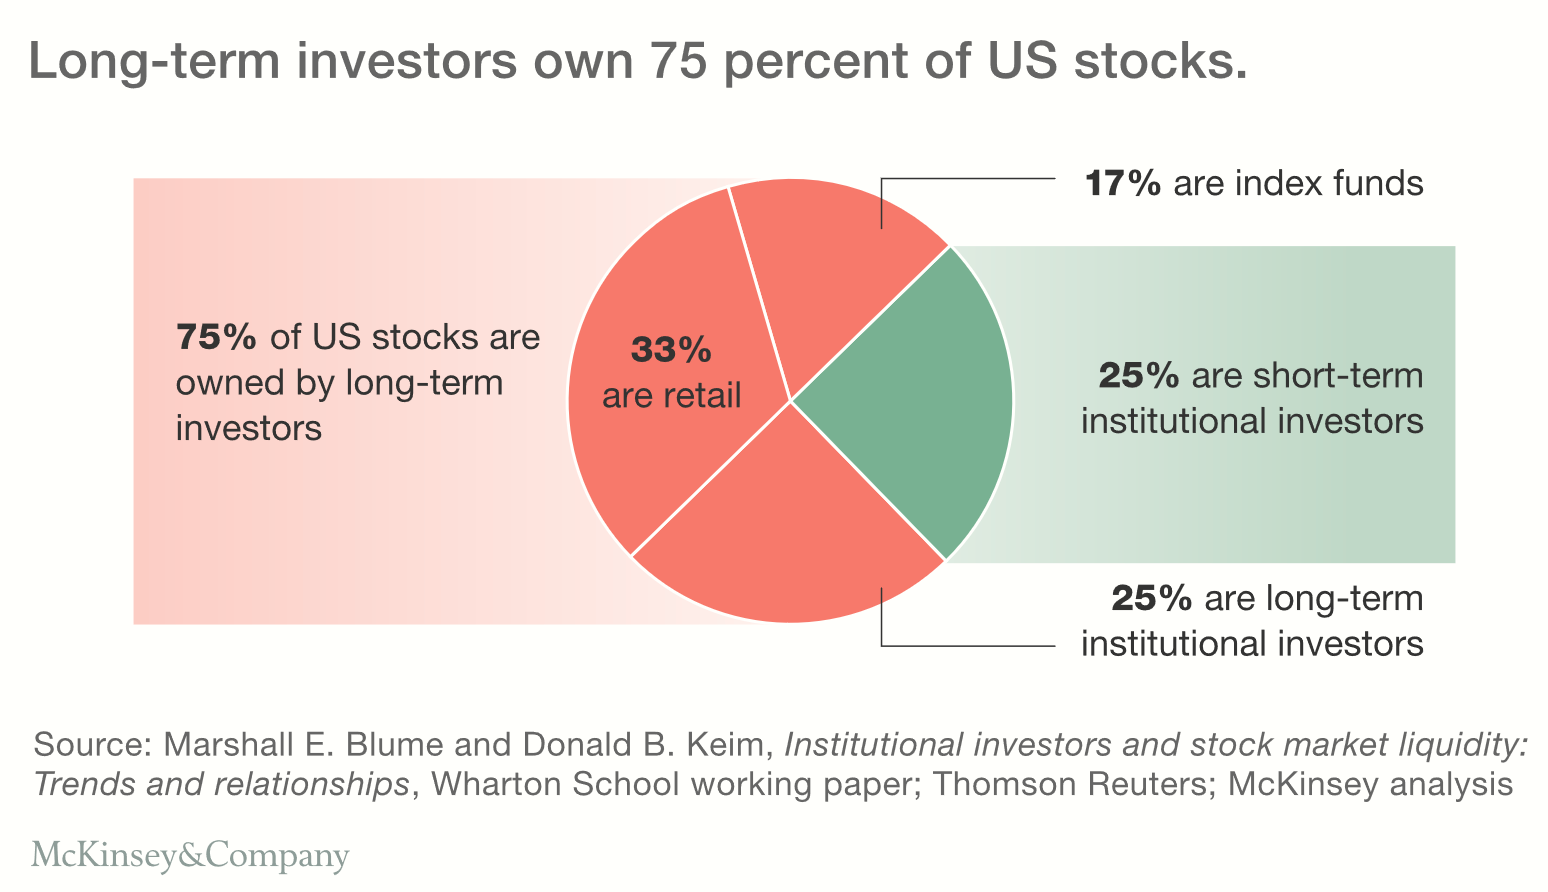 Long-term investors own 75 percent of US stocks.
17% are index funds
75% of US stocks are
owned by long-term
investors
33%
are retail
25% are short-term
institutional investors
25% are long-term
institutional investors
Source: Marshall E. Blume and Donald B. Keim, Institutional investors and stock market liquidity:
Trends and relationships, Wharton School working paper; Thomson Reuters; McKinsey analysis
McKinsey&Company